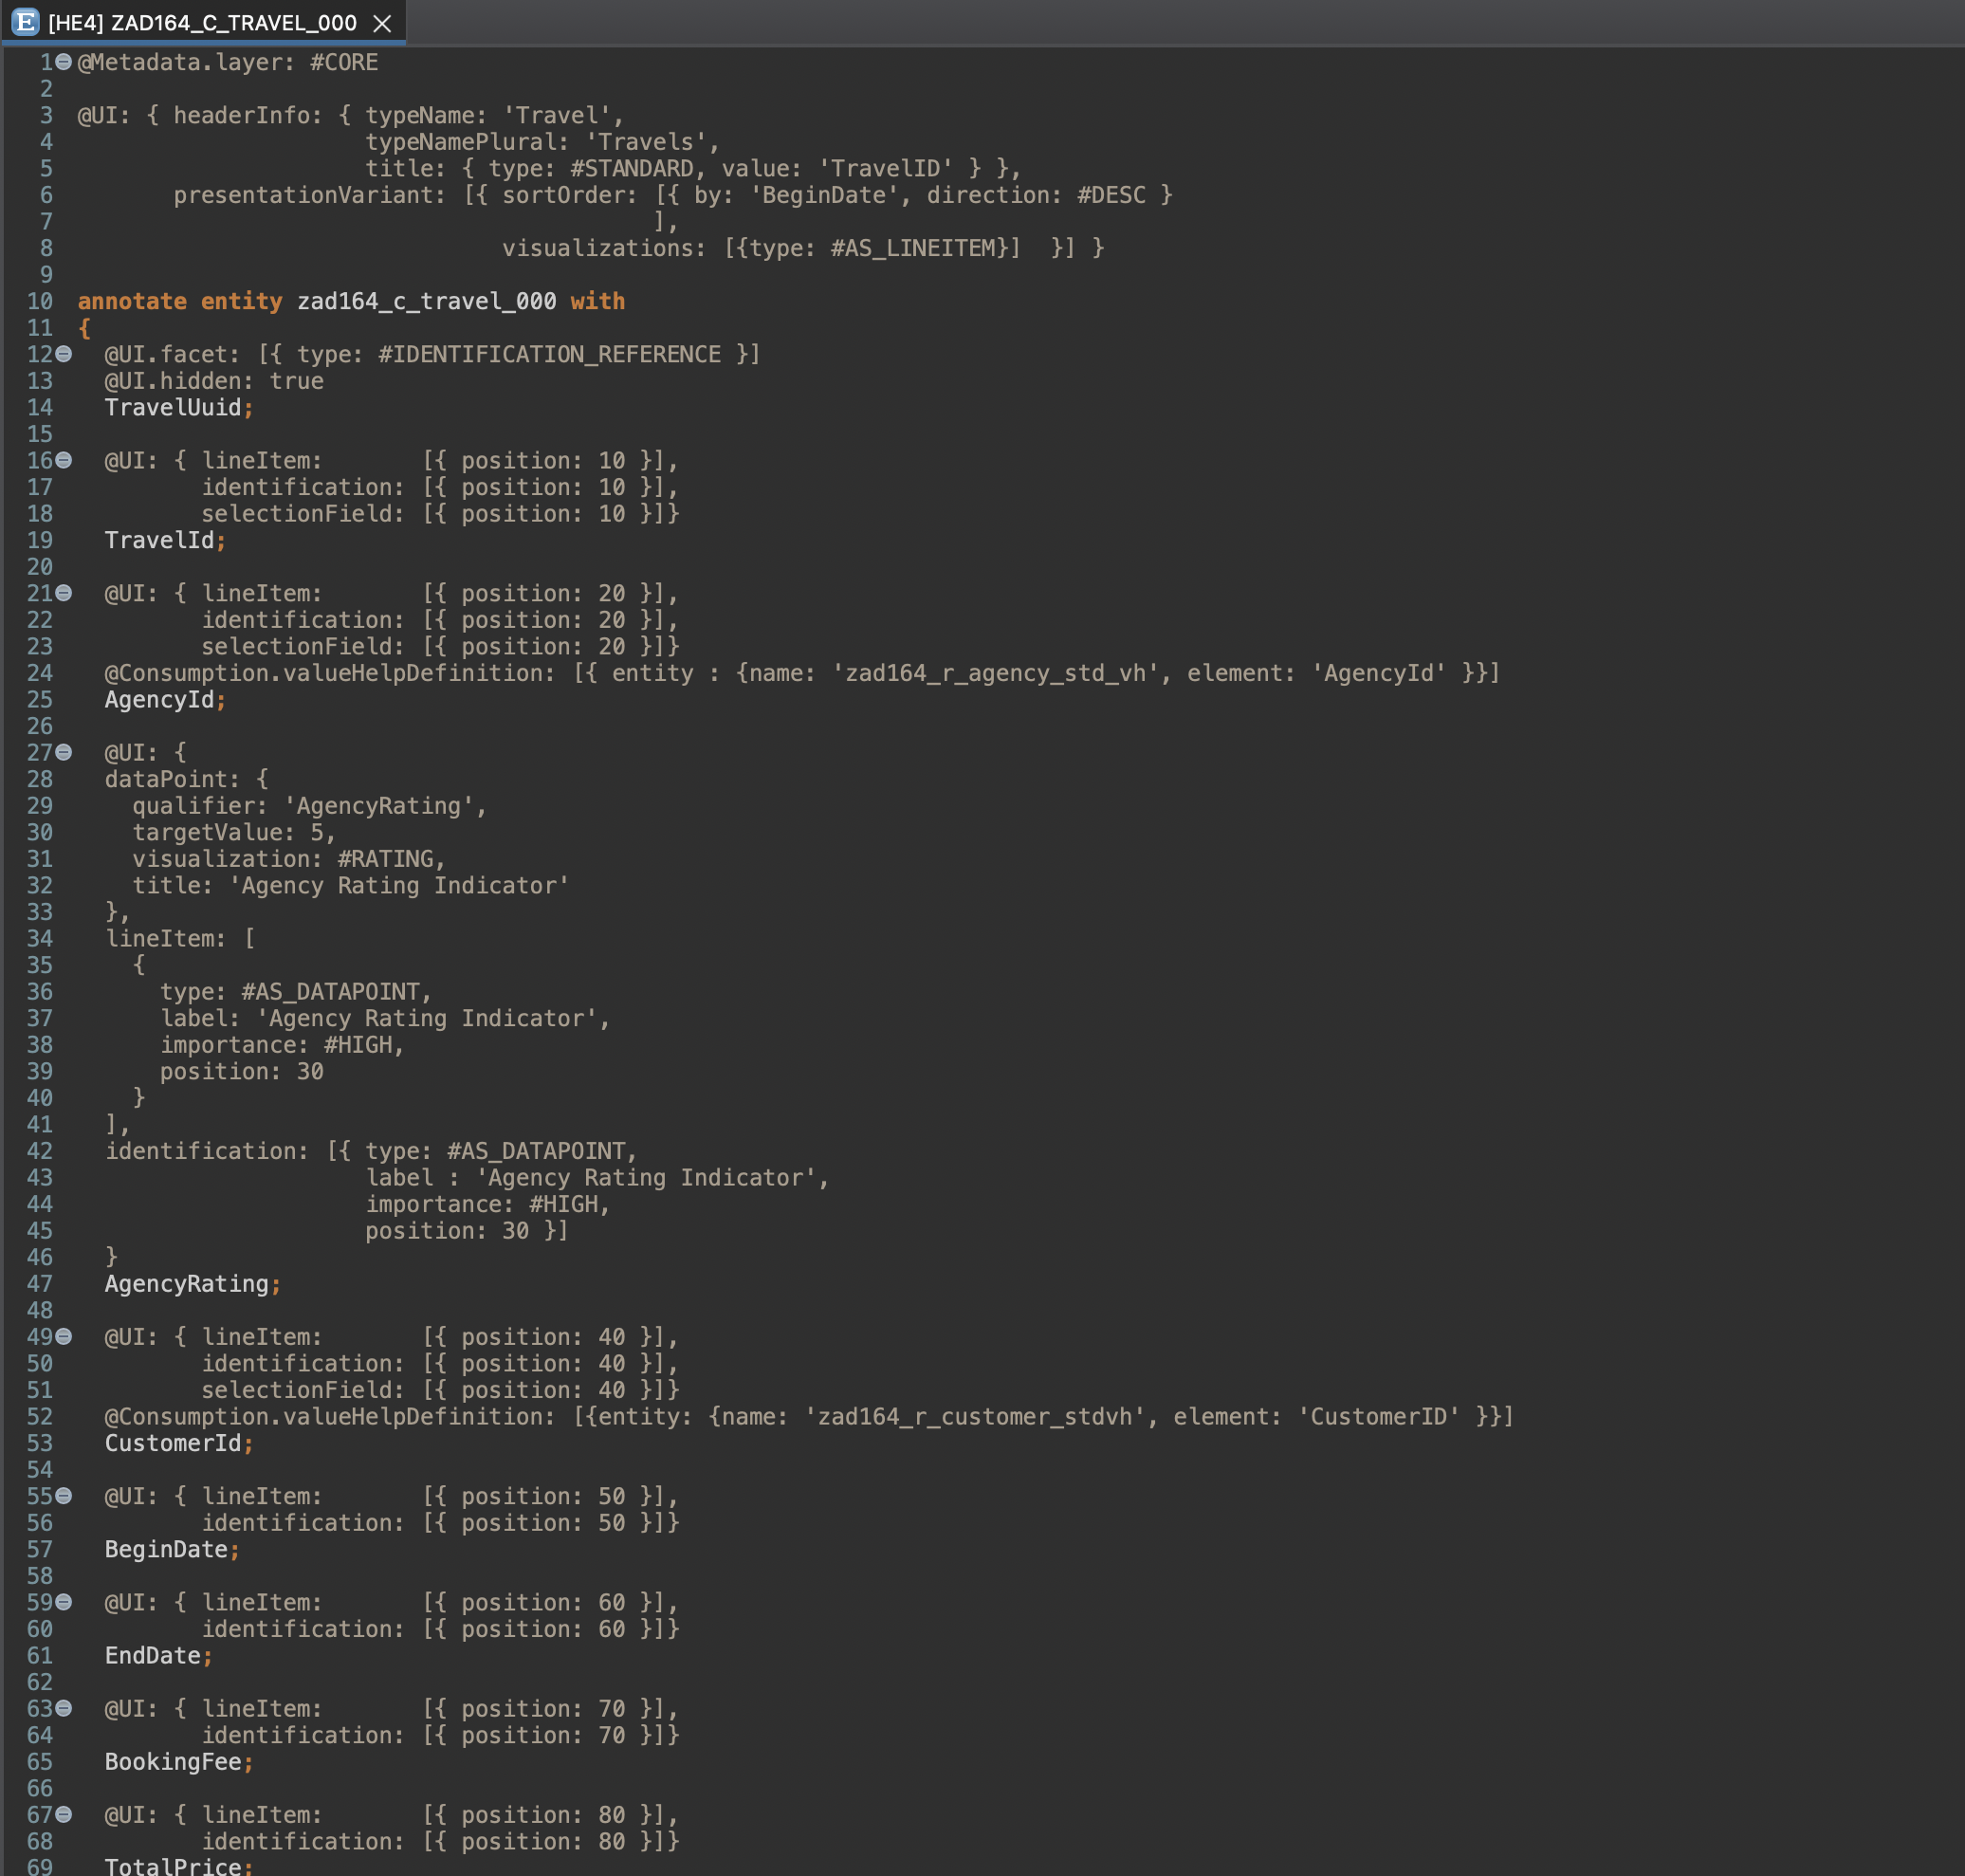 [HE4] ZAD164_C_TRAVEL_000
1 @Metadata.layer: #CORE
2
3 @UI: { headerInfo: { typeName: 'Travel',
4 typeNamePlural: 'Travels',
5 title: { type: #STANDARD, value: 'TravelID' } },
6 presentationVariant: [{ sortOrder: [{ by: 'BeginDate', direction: #DESC }
7 ],
8 visualizations: [{type: #AS_LINEITEM}]  }] }
9
10 annotate entity zad164_c_travel_000 with
11 {
12 @UI.facet: [{ type: #IDENTIFICATION_REFERENCE }]
13 @UI.hidden: true
14 TravelUuid;
15
16 @UI: { lineItem:       [{ position: 10 }],
17 identification: [{ position: 10 }],
18 selectionField: [{ position: 10 }]}
19 TravelId;
20
21 @UI: { lineItem:       [{ position: 20 }],
22 identification: [{ position: 20 }],
23 selectionField: [{ position: 20 }]}
24 @Consumption.valueHelpDefinition: [{ entity : {name: 'zad164_r_agency_std_vh', element: 'AgencyId' }}]
25 AgencyId;
26
27 @UI: {
28 dataPoint: {
29 qualifier: 'AgencyRating',
30 targetValue: 5,
31 visualization: #RATING,
32 title: 'Agency Rating Indicator'
33 },
34 lineItem: [
35 {
36 type: #AS_DATAPOINT,
37 label: 'Agency Rating Indicator',
38 importance: #HIGH,
39 position: 30
40 }
41 ],
42 identification: [{ type: #AS_DATAPOINT,
43 label : 'Agency Rating Indicator',
44 importance: #HIGH,
45 position: 30 }]
46 }
47 AgencyRating;
48
49 @UI: { lineItem:       [{ position: 40 }],
50 identification: [{ position: 40 }],
51 selectionField: [{ position: 40 }]}
52 @Consumption.valueHelpDefinition: [{entity: {name: 'zad164_r_customer_stdvh', element: 'CustomerID' }}]
53 CustomerId;
54
55 @UI: { lineItem:       [{ position: 50 }],
56 identification: [{ position: 50 }]}
57 BeginDate;
58
59 @UI: { lineItem:       [{ position: 60 }],
60 identification: [{ position: 60 }]}
61 EndDate;
62
63 @UI: { lineItem:       [{ position: 70 }],
64 identification: [{ position: 70 }]}
65 BookingFee;
66
67 @UI: { lineItem:       [{ position: 80 }],
68 identification: [{ position: 80 }]}
69 TotalPrice;